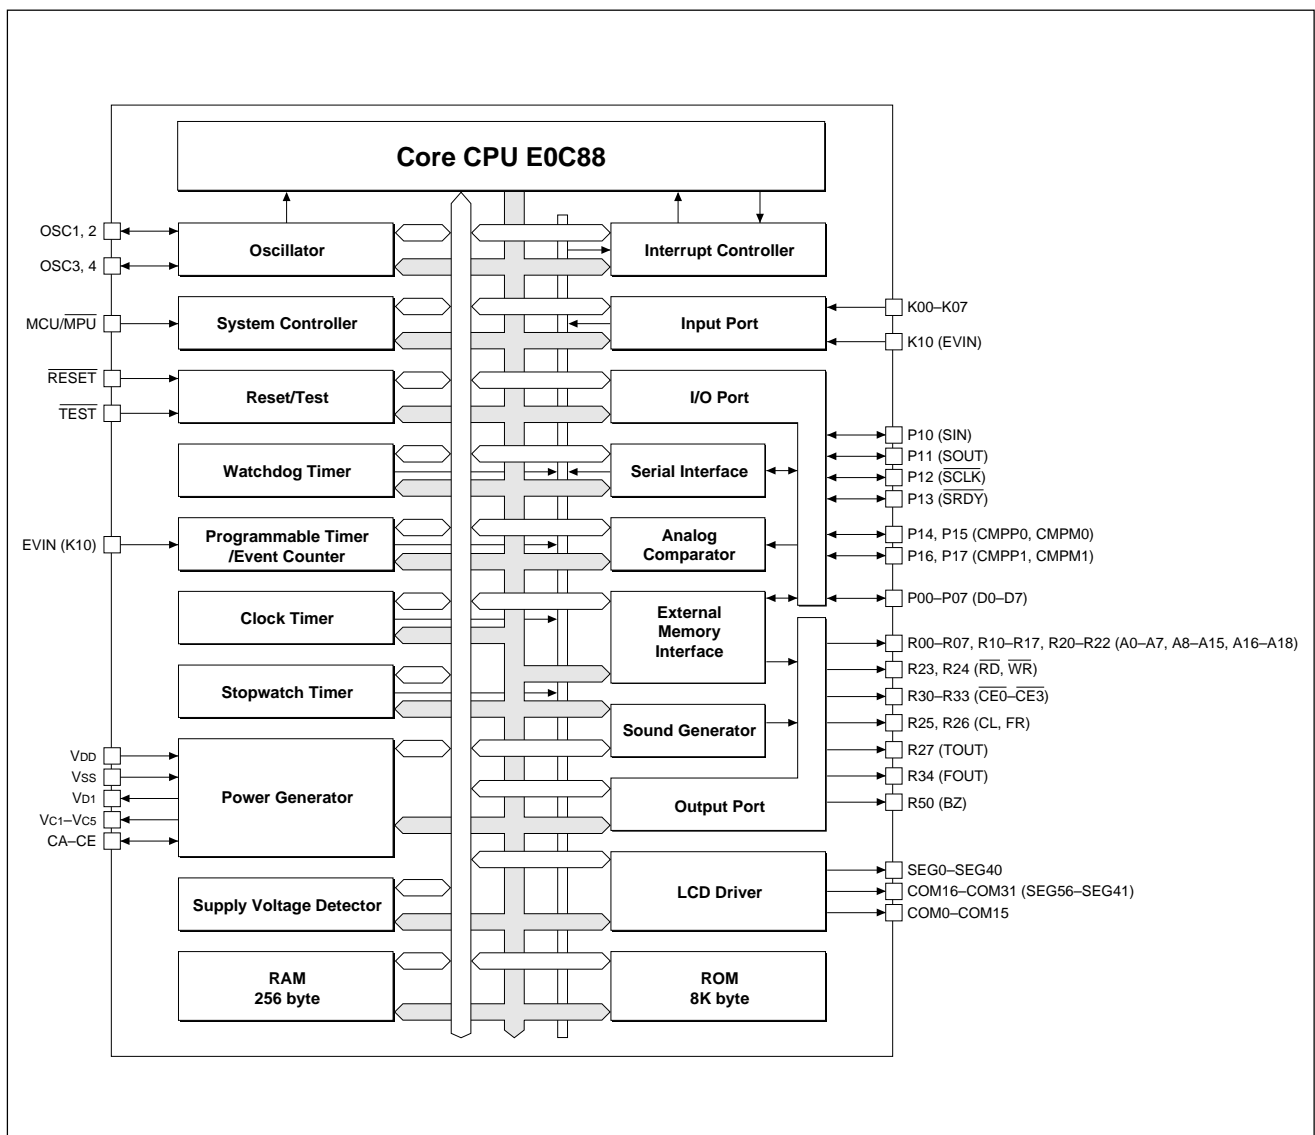 Core CPU E0C88
OSC1, 2
OSC3, 4
Oscillator
Interrupt Controller
MCU/MPU
System Controller
Input Port
K00–K07
K10 (EVIN)
RESET
TEST
Reset/Test
I/O Port
P10 (SIN)
P11 (SOUT)
P12 (SCLK)
P13 (SRDY)
Watchdog Timer
Serial Interface
EVIN (K10)
Programmable Timer
/Event Counter
Analog
Comparator
P14, P15 (CMPP0, CMPM0)
P16, P17 (CMPP1, CMPM1)
Clock Timer
External
Memory
Interface
P00–P07 (D0–D7)
R00–R07, R10–R17, R20–R22 (A0–A7, A8–A15, A16–A18)
R23, R24 (RD, WR)
R30–R33 (CE0–CE3)
R25, R26 (CL, FR)
R27 (TOUT)
R34 (FOUT)
R50 (BZ)
Stopwatch Timer
Sound Generator
VDD
VSS
VD1
VC1–VC5
CA–CE
Power Generator
Output Port
Supply Voltage Detector
LCD Driver
SEG0–SEG40
COM16–COM31 (SEG56–SEG41)
COM0–COM15
RAM
256 byte
ROM
8K byte